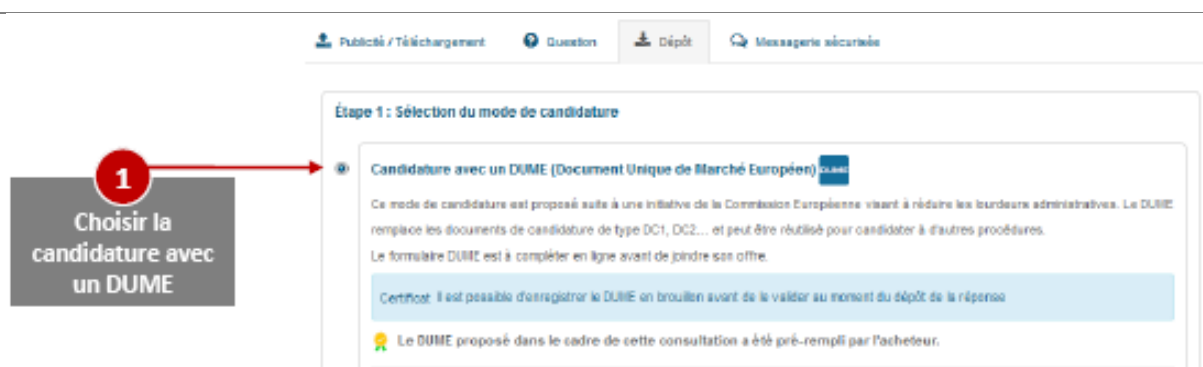 Publicité / Téléchargement Question Dépôt Messagerie sécurisée
Étape 1 : Sélection du mode de candidature
1
Choisir la
candidature avec
un DUME
Candidature avec un DUME (Document Unique de Marché Européen) DUME
Ce mode de candidature est proposé suite à une initiative de la Commission Européenne visant à réduire les lourdeurs administratives. Le DUME
remplace les documents de candidature de type DC1, DC2... et peut être réutilisé pour candidater à d'autres procédures.
Le formulaire DUME est à compléter en ligne avant de joindre son offre.
Certificat Il est possible d'enregistrer le DUME en brouillon avant de le valider au moment du dépôt de la réponse
Le DUME proposé dans le cadre de cette consultation a été pré-rempli par l'acheteur.